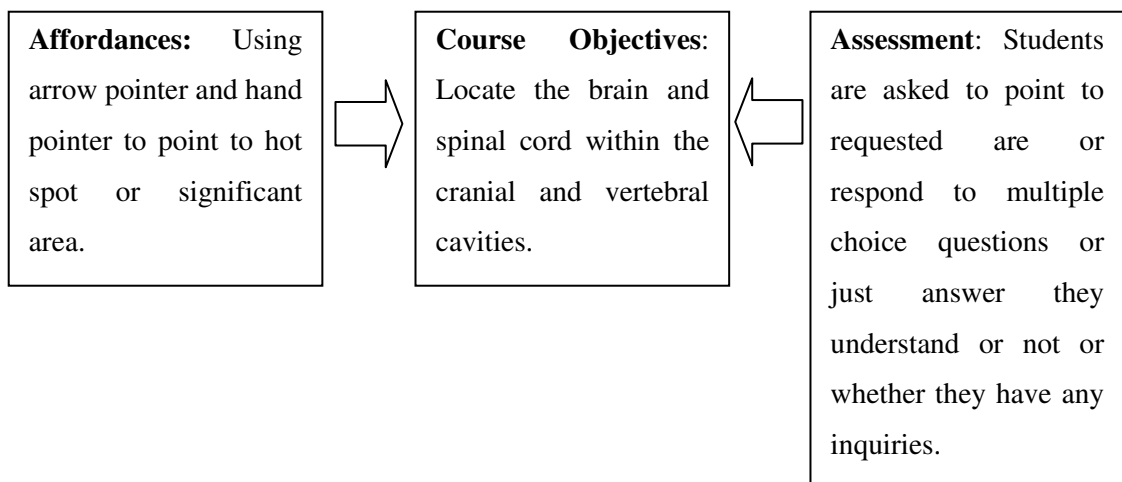 Affordances: Using
arrow pointer and hand
pointer to point to hot
spot or significant
area.
Course Objectives:
Locate the brain and
spinal cord within the
cranial and vertebral
cavities.
Assessment: Students
are asked to point to
requested are or
respond to multiple
choice questions or
just answer they
understand or not or
whether they have any
inquiries.